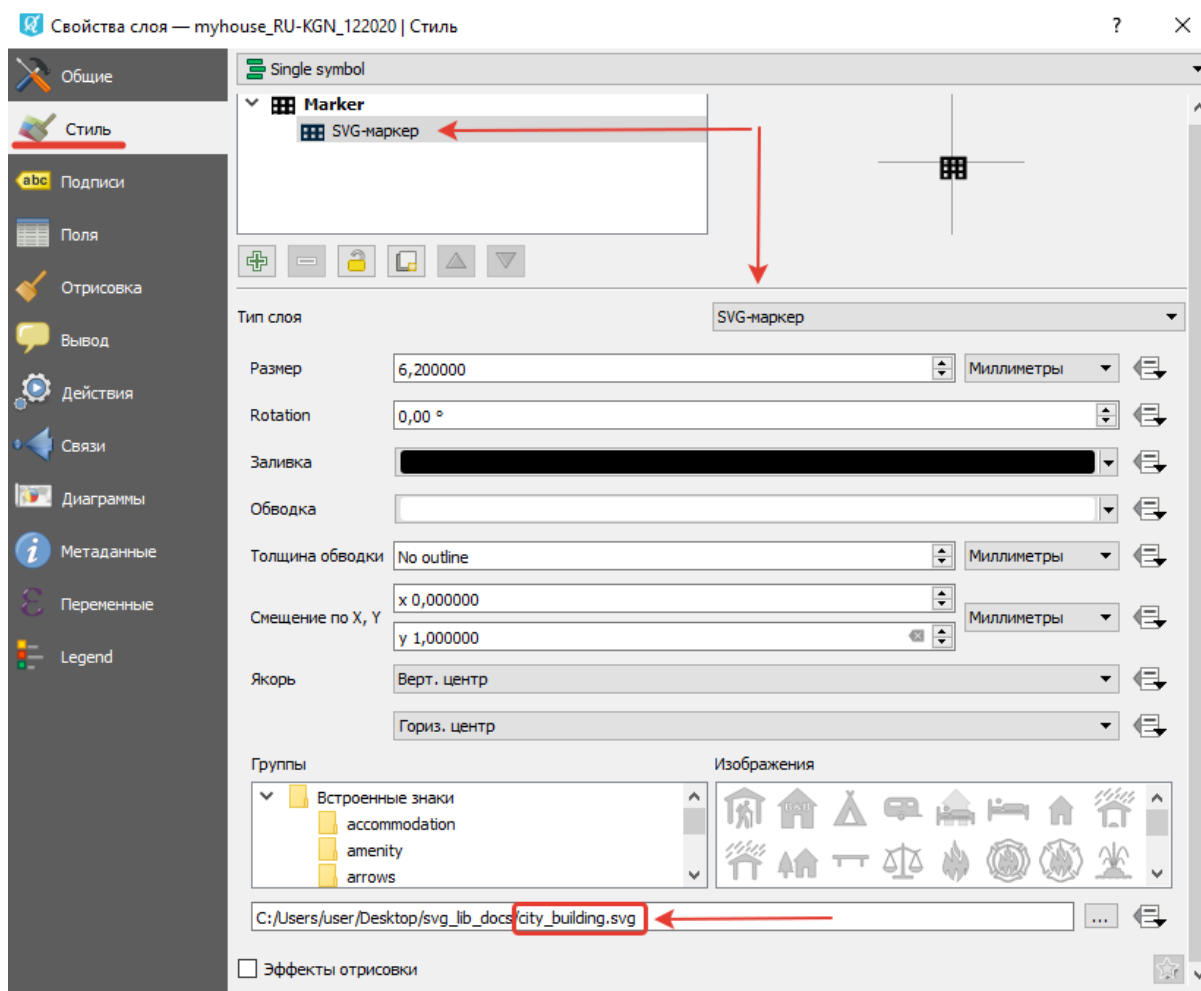 Свойства слоя — myhouse_RU-KGN_122020 | Стиль
?
Общие
Стиль
abc Подписи
Поля
Отрисовка
Вывод
Действия
Связи
Диаграммы
Метаданные
Переменные
Legend
Single symbol
Marker
SVG-маркер
Тип слоя SVG-маркер
Размер 6,200000 Миллиметры
Rotation 0,00 °
Заливка
Обводка
Толщина обводки No outline Миллиметры
Смещение по X, Y x 0,000000 Миллиметры
y 1,000000
Якорь Верт. центр
Гориз. центр
Группы Изображения
Встроенные знаки
accommodation
amenity
arrows
B&B
C:/Users/user/Desktop/svg_lib_docs/city_building.svg ...
Эффекты отрисовки